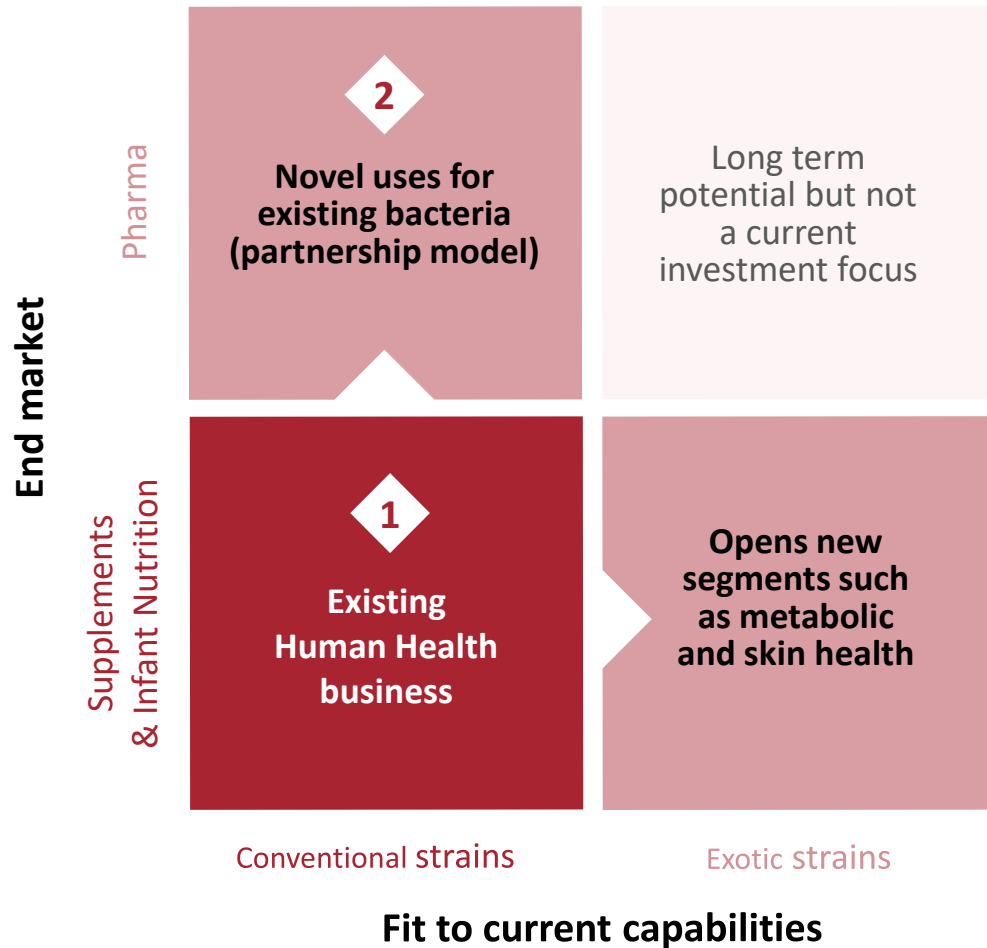 End market
Pharma
2
Novel uses for
existing bacteria
(partnership model)
Long term
potential but not
a current
investment focus
Supplements
& Infant Nutrition
1
Existing
Human Health
business
Opens new
segments such
as metabolic
and skin health
Conventional strains
Exotic strains
Fit to current capabilities